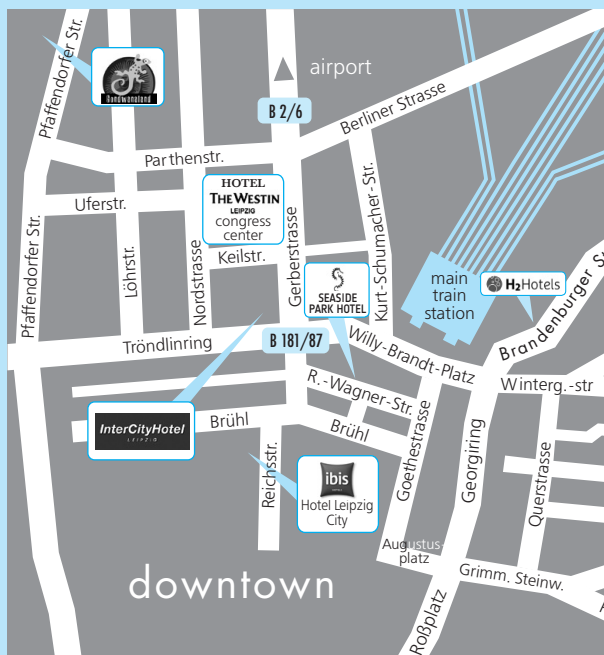 Pfaffendorfer Str.
Gondwanaland
airport
B 2/6
Berliner Strasse
Parthenstr.
Uferstr.
HOTEL
THE WESTIN
LEIPZIG
congress
center
Keilstr.
Kurt-Schumacher-Str.
Pfaffendorfer Str.
Löhrstr.
Nordstrasse
Gerberstrasse
SEASIDE
PARK HOTEL
main
train
station
H2Hotels
Brandenburger S
Tröndlinring
B 181/87
Willy-Brandt-Platz
R.-Wagner-Str.
Winterg.-str
InterCityHotel
LEIPZIG
Brühl
Brühl
Goethestrasse
Georgiring
Querstrasse
Reichsstr.
ibis
HOTEL
Hotel Leipzig
City
Augustus-
platz
Grimm. Steinw.
downtown
Roßplatz